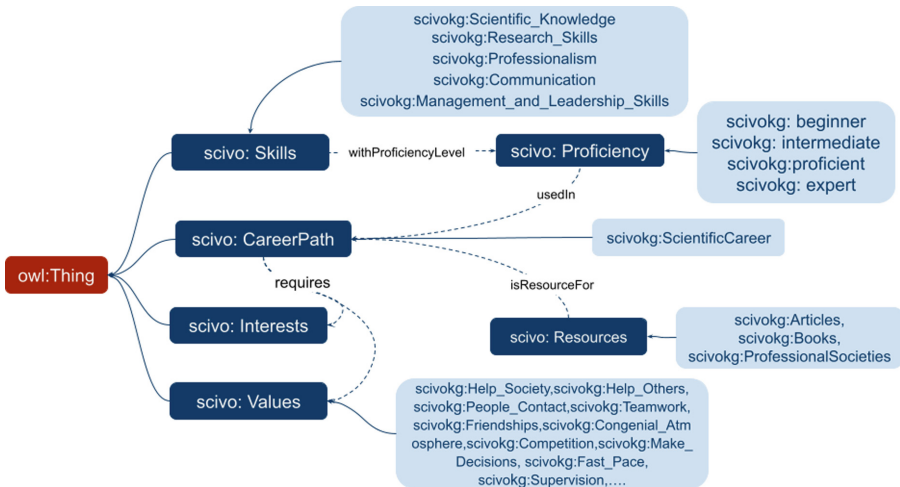 scivokg:Scientific_Knowledge
scivokg:Research_Skills
scivokg:Professionalism
scivokg:Communication
scivokg:Management_and_Leadership_Skills
scivo: Skills
withProficiencyLevel
scivo: Proficiency
scivokg: beginner
scivokg: intermediate
scivokg:proficient
scivokg: expert
usedIn
scivo: CareerPath
scivokg:ScientificCareer
owl:Thing
requires
isResourceFor
scivo: Interests
scivo: Resources
scivokg:Articles,
scivokg:Books,
scivokg:ProfessionalSocieties
scivo: Values
scivokg:Help_Society,scivokg:Help_Others,
scivokg:People_Contact,scivokg:Teamwork,
scivokg:Friendships,scivokg:Congenial_Atm
osphere,scivokg:Competition,scivokg:Make_
Decisions, scivokg:Fast_Pace,
scivokg:Supervision,....